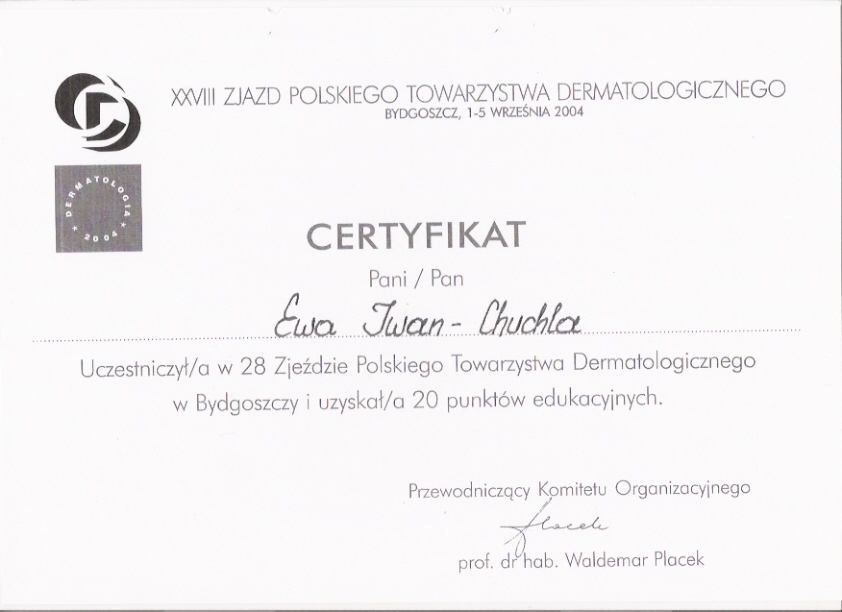 XXVIII ZJAZD POLSKIEGO TOWARZYSTWA DERMATOLOGICZNEGO
BYDGOSZCZ, 1-5 WRZEŚNIA 2004
DERMATOLOGIA
* 2004 *
CERTYFIKAT
Pani / Pan
Ewa Iwan - Chuchla
Uczestniczył/a w 28 Zjeździe Polskiego Towarzystwa Dermatologicznego
w Bydgoszczy i uzyskał/a 20 punktów edukacyjnych.
Przewodniczący Komitetu Organizacyjnego
Placek
prof. dr hab. Waldemar Placek